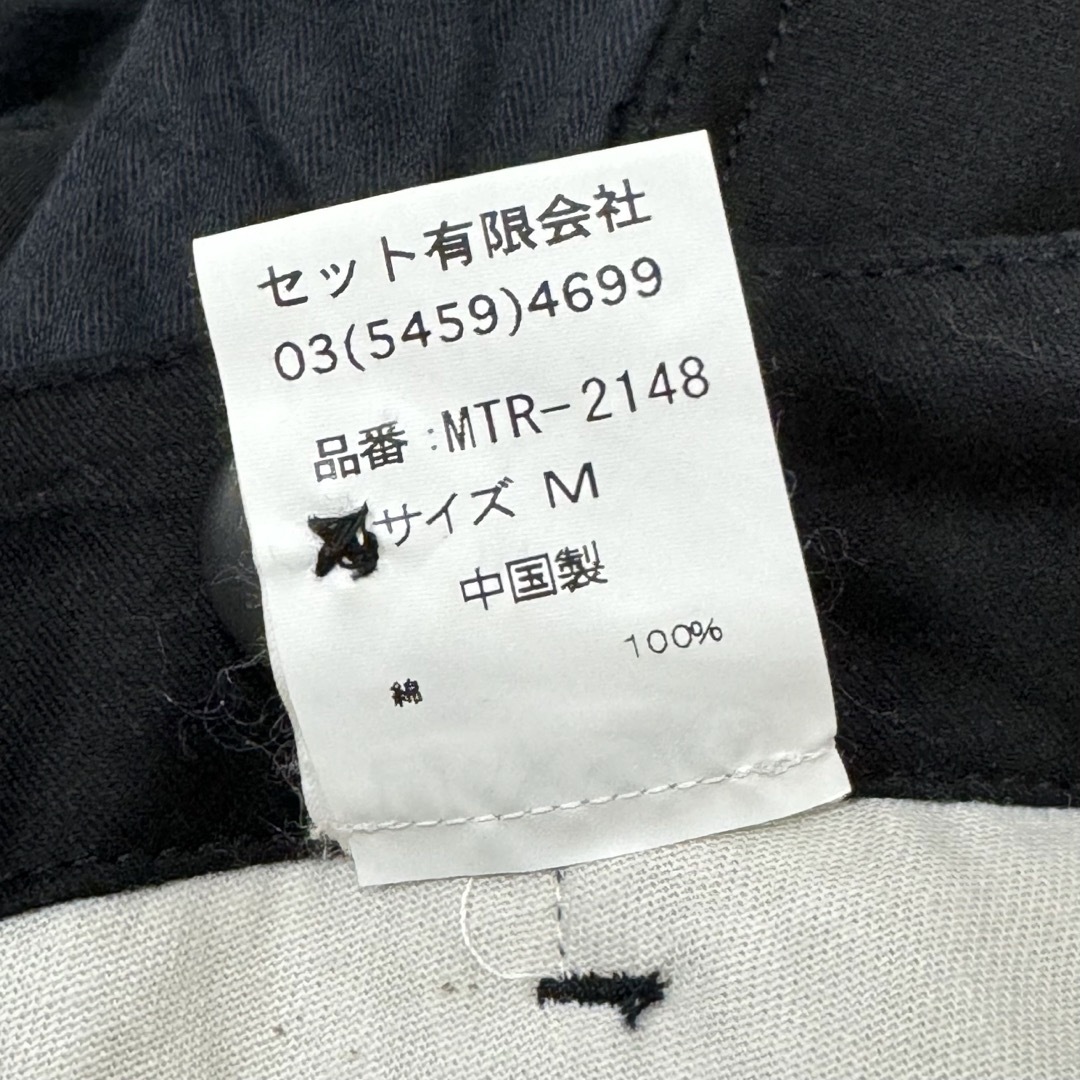 セット有限会社
03(5459)4699
品番:MTR-2148
サイズ M
中国製
綿 100%